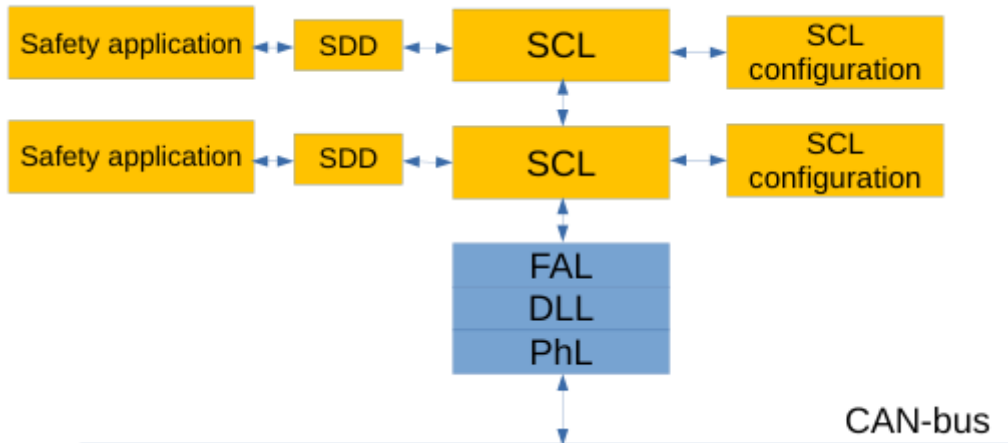 Safety application
SDD
SCL
SCL
configuration
Safety application
SDD
SCL
SCL
configuration
FAL
DLL
PhL
CAN-bus